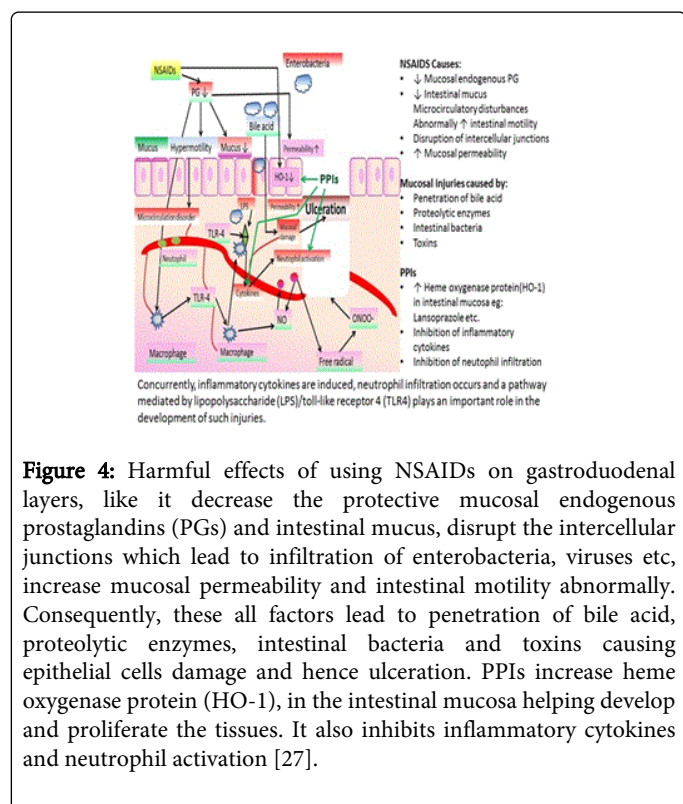 NSAIDs
Enterobacteria
PG ↓
Bile acid
Mucus
Hypermotility
Mucus ↓
Permeability ↑
HO-1↓
PPIs
LPS
Permeability ↑
Ulceration
Microcirculation disorder
TLR-4
Mucosal
damage
Neutrophil
Neutrophil activation
Cytokines
TLR-4
NO
ONOO-
Macrophage
Macrophage
Free radical
NSAIDS Causes:
• ↓ Mucosal endogenous PG
• ↓ Intestinal mucus
Microcirculatory disturbances
Abnormally ↑ intestinal motility
• Disruption of intercellular junctions
• ↑ Mucosal permeability
Mucosal injuries caused by:
• Penetration of bile acid
• Proteolytic enzymes
• Intestinal bacteria
• Toxins
PPIs
• ↑ Heme oxygenase protein(HO-1)
in intestinal mucosa eg:
Lansoprazole etc.
• Inhibition of inflammatory
cytokines
• Inhibition of neutophil infiltration
Concurrently, inflammatory cytokines are induced, neutrophil infiltration occurs and a pathway
mediated by lipopolysaccharide (LPS)/toll-like receptor 4 (TLR4) plays an important role in the
development of such injuries.
Figure 4: Harmful effects of using NSAIDs on gastroduodenal
layers, like it decrease the protective mucosal endogenous
prostaglandins (PGs) and intestinal mucus, disrupt the intercellular
junctions which lead to infiltration of enterobacteria, viruses etc,
increase mucosal permeability and intestinal motility abnormally.
Consequently, these all factors lead to penetration of bile acid,
proteolytic enzymes, intestinal bacteria and toxins causing
epithelial cells damage and hence ulceration. PPIs increase heme
oxygenase protein (HO-1), in the intestinal mucosa helping develop
and proliferate the tissues. It also inhibits inflammatory cytokines
and neutrophil activation [27].